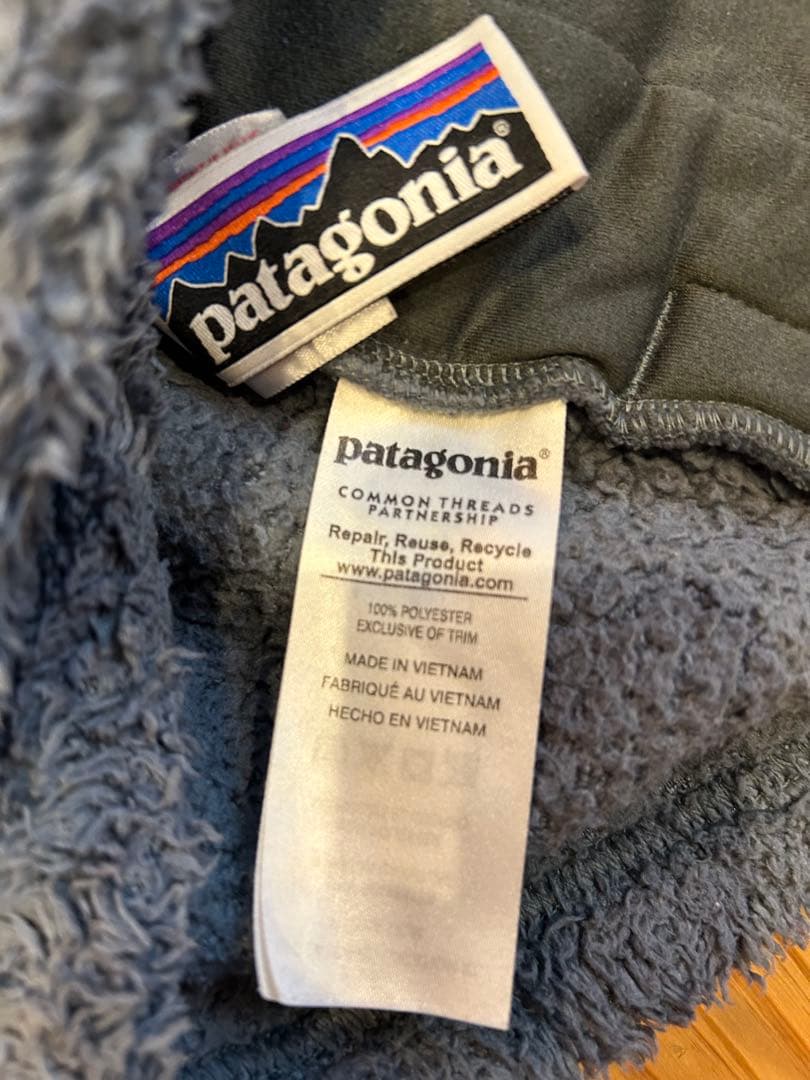 patagonia®
patagonia®
COMMON THREADS
PARTNERSHIP
Repair, Reuse, Recycle
This Product
www.patagonia.com
100% POLYESTER
EXCLUSIVE OF TRIM
MADE IN VIETNAM
FABRIQUÉ AU VIETNAM
HECHO EN VIETNAM